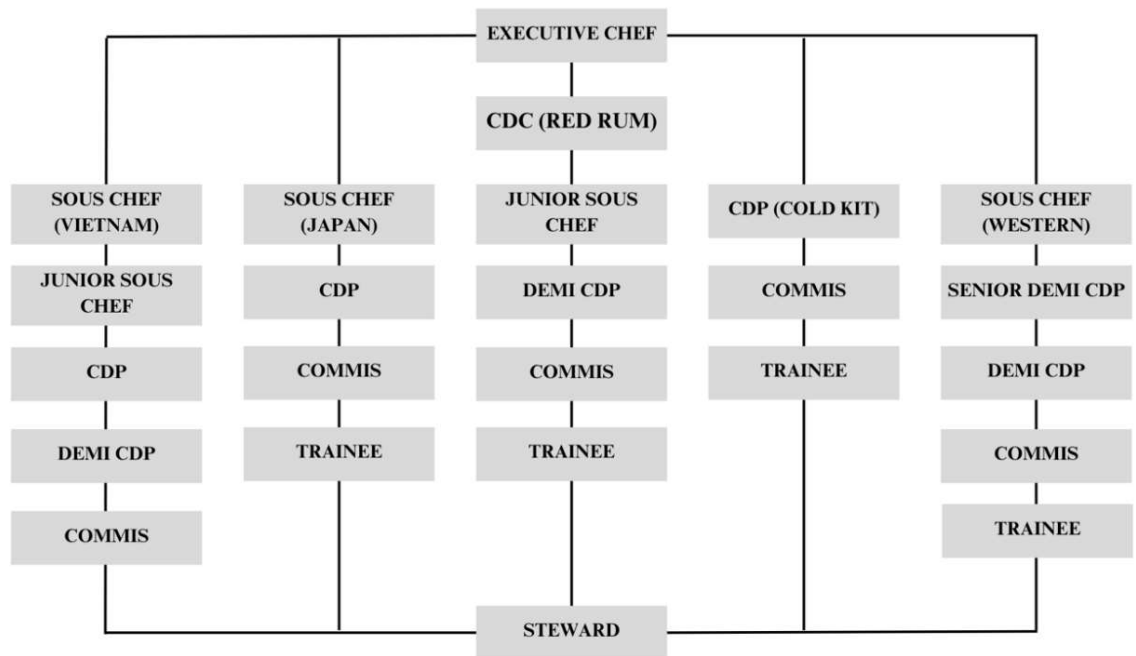 EXECUTIVE CHEF
CDC (RED RUM)
SOUS CHEF
(VIETNAM)
SOUS CHEF
(JAPAN)
JUNIOR SOUS
CHEF
CDP (COLD KIT)
SOUS CHEF
(WESTERN)
JUNIOR SOUS
CHEF
CDP
DEMI CDP
COMMIS
SENIOR DEMI CDP
CDP
COMMIS
COMMIS
TRAINEE
DEMI CDP
DEMI CDP
TRAINEE
TRAINEE
COMMIS
COMMIS
TRAINEE
STEWARD